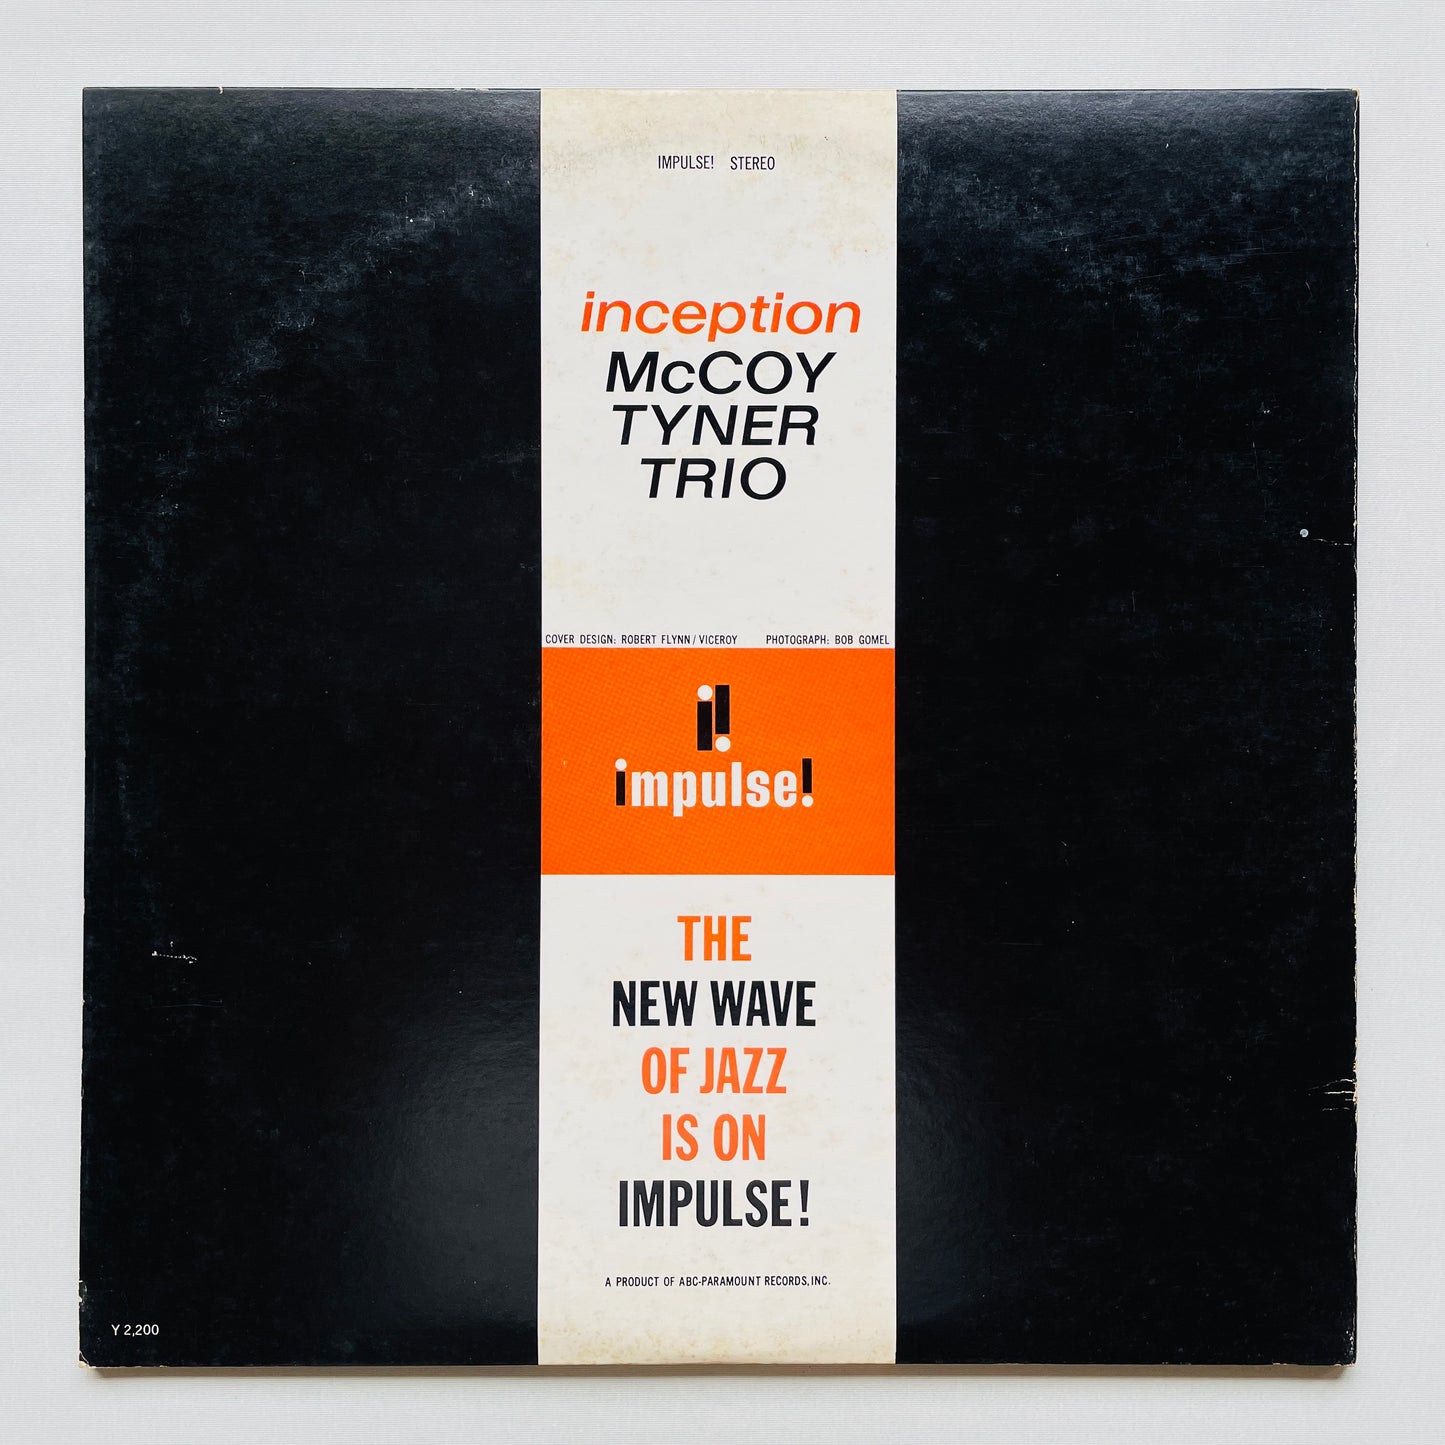 IMPULSE! STEREO
inception
McCOY
TYNER
TRIO
COVER DESIGN: ROBERT FLYNN/VICEROY PHOTOGRAPH: BOB GOMEL
impulse!
THE
NEW WAVE
OF JAZZ
IS ON
IMPULSE!
A PRODUCT OF ABC-PARAMOUNT RECORDS, INC.
Y 2,200